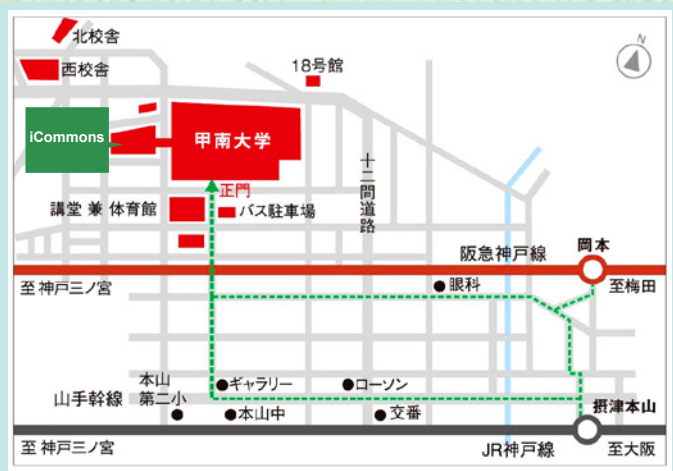 北校舎
西校舎
18号館
N
iCommons
甲南大学
十二間道路
正門
講堂 兼 体育館
バス駐車場
岡本
阪急神戸線
至 神戸三ノ宮
眼科
至梅田
本山
第二小
ギャラリー
ローソン
山手幹線
摂津本山
本山中
交番
至 神戸三ノ宮
JR神戸線
至大阪